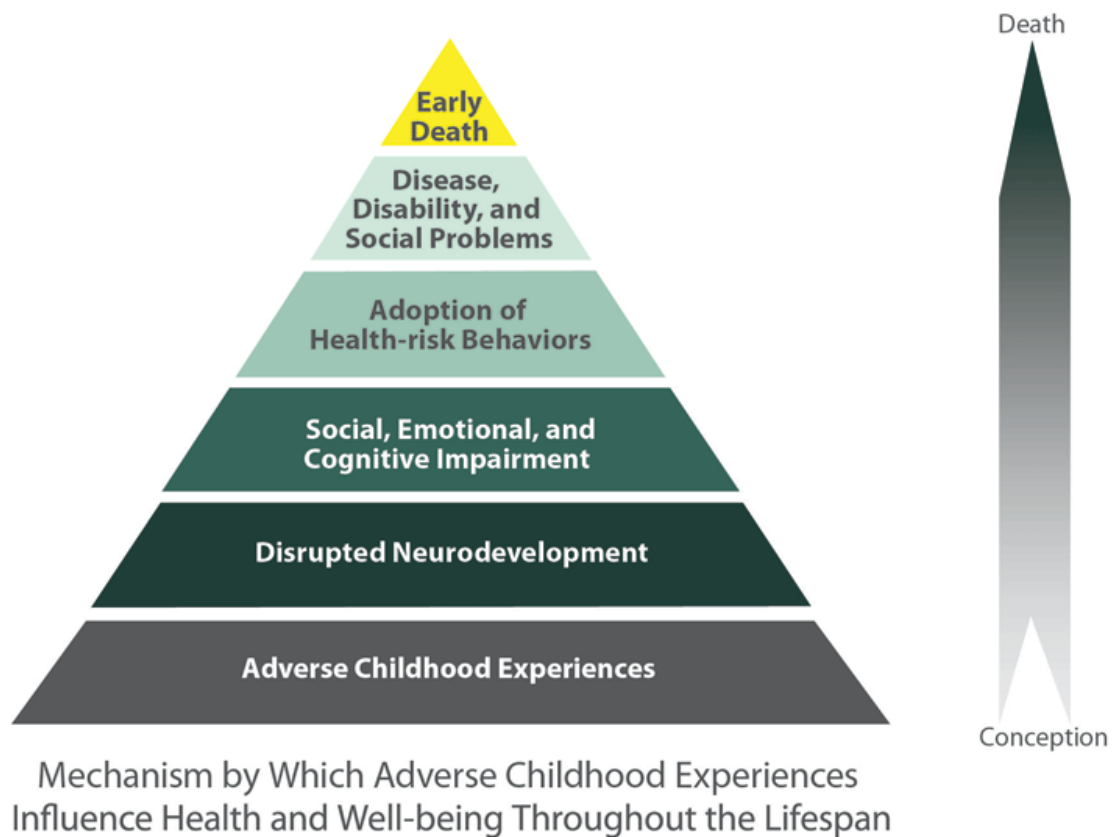 Death
Early
Death
Disease,
Disability, and
Social Problems
Adoption of
Health-risk Behaviors
Social, Emotional, and
Cognitive Impairment
Disrupted Neurodevelopment
Adverse Childhood Experiences
Conception
Mechanism by Which Adverse Childhood Experiences
Influence Health and Well-being Throughout the Lifespan